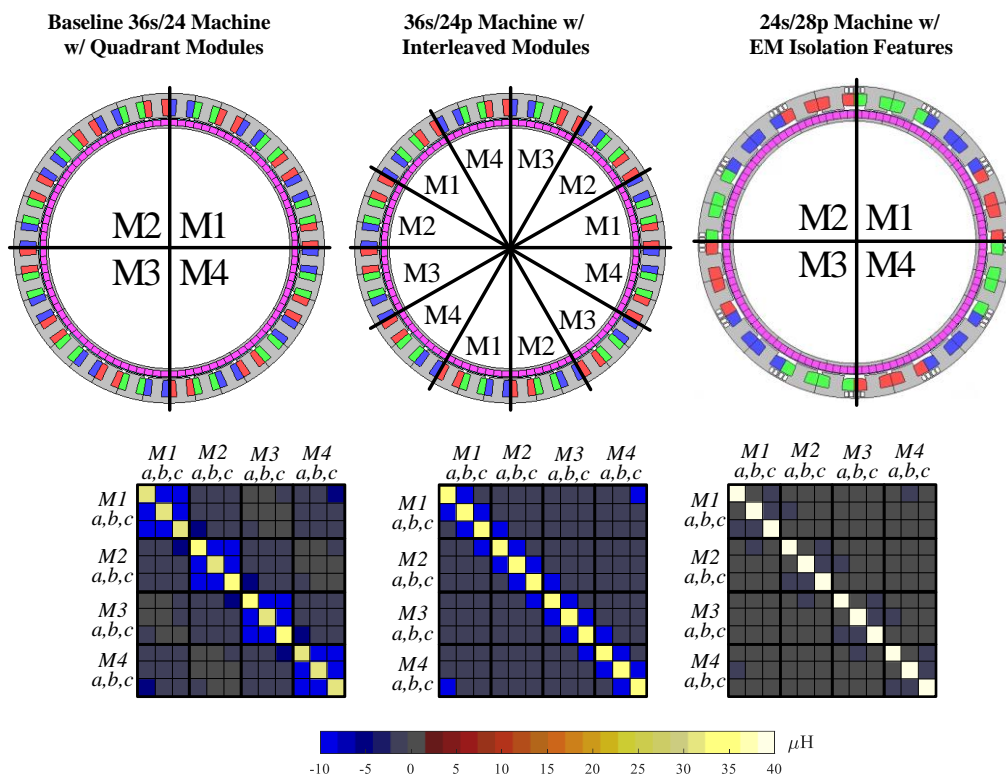 Baseline 36s/24 Machine
w/ Quadrant Modules
36s/24p Machine w/
Interleaved Modules
24s/28p Machine w/
EM Isolation Features
M2 M1
M3 M4
M4 M3
M1 M2
M2 M1
M3 M4
M4 M3
M1 M2
M2 M1
M3 M4
M1 M2 M3 M4
a,b,c a,b,c a,b,c a,b,c
M1
a,b,c
M2
a,b,c
M3
a,b,c
M4
a,b,c
M1 M2 M3 M4
a,b,c a,b,c a,b,c a,b,c
M1
a,b,c
M2
a,b,c
M3
a,b,c
M4
a,b,c
M1 M2 M3 M4
a,b,c a,b,c a,b,c a,b,c
M1
a,b,c
M2
a,b,c
M3
a,b,c
M4
a,b,c
μH
-10 -5 0 5 10 15 20 25 30 35 40